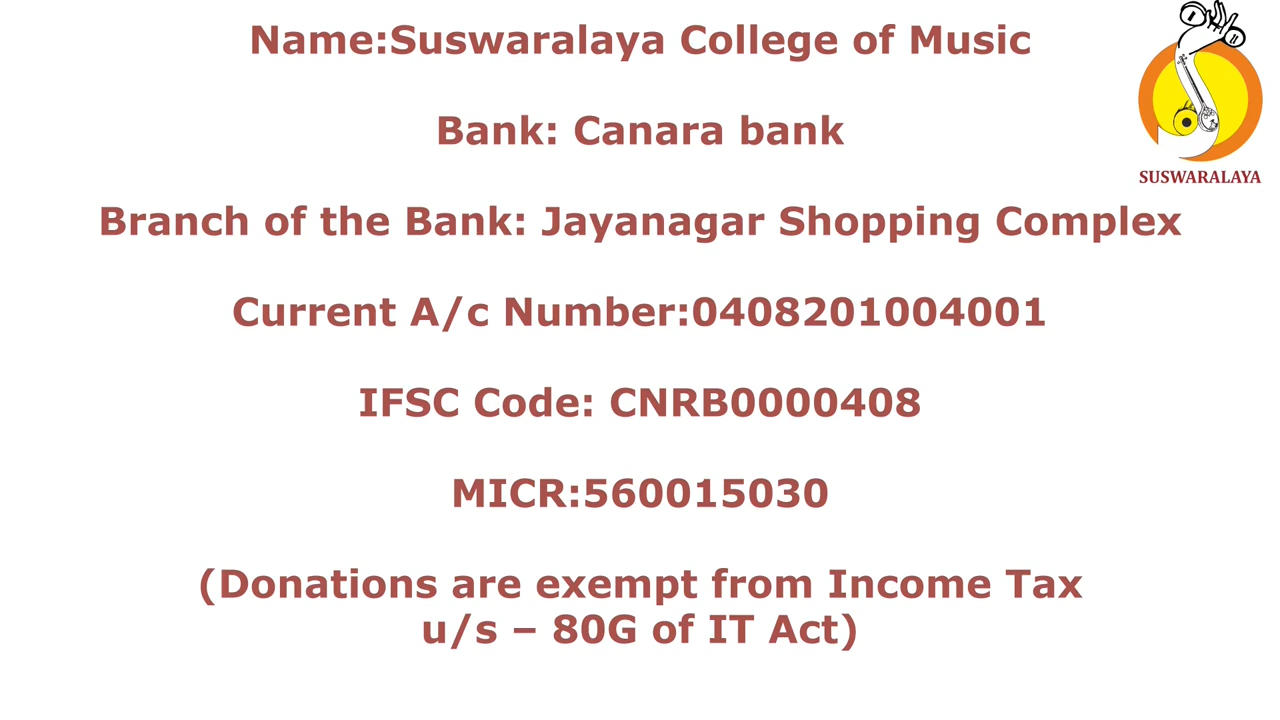 Name:Suswaralaya College of Music
SUSWARALAYA
Bank: Canara bank
Branch of the Bank: Jayanagar Shopping Complex
Current A/c Number:0408201004001
IFSC Code: CNRB0000408
MICR:560015030
(Donations are exempt from Income Tax
u/s – 80G of IT Act)